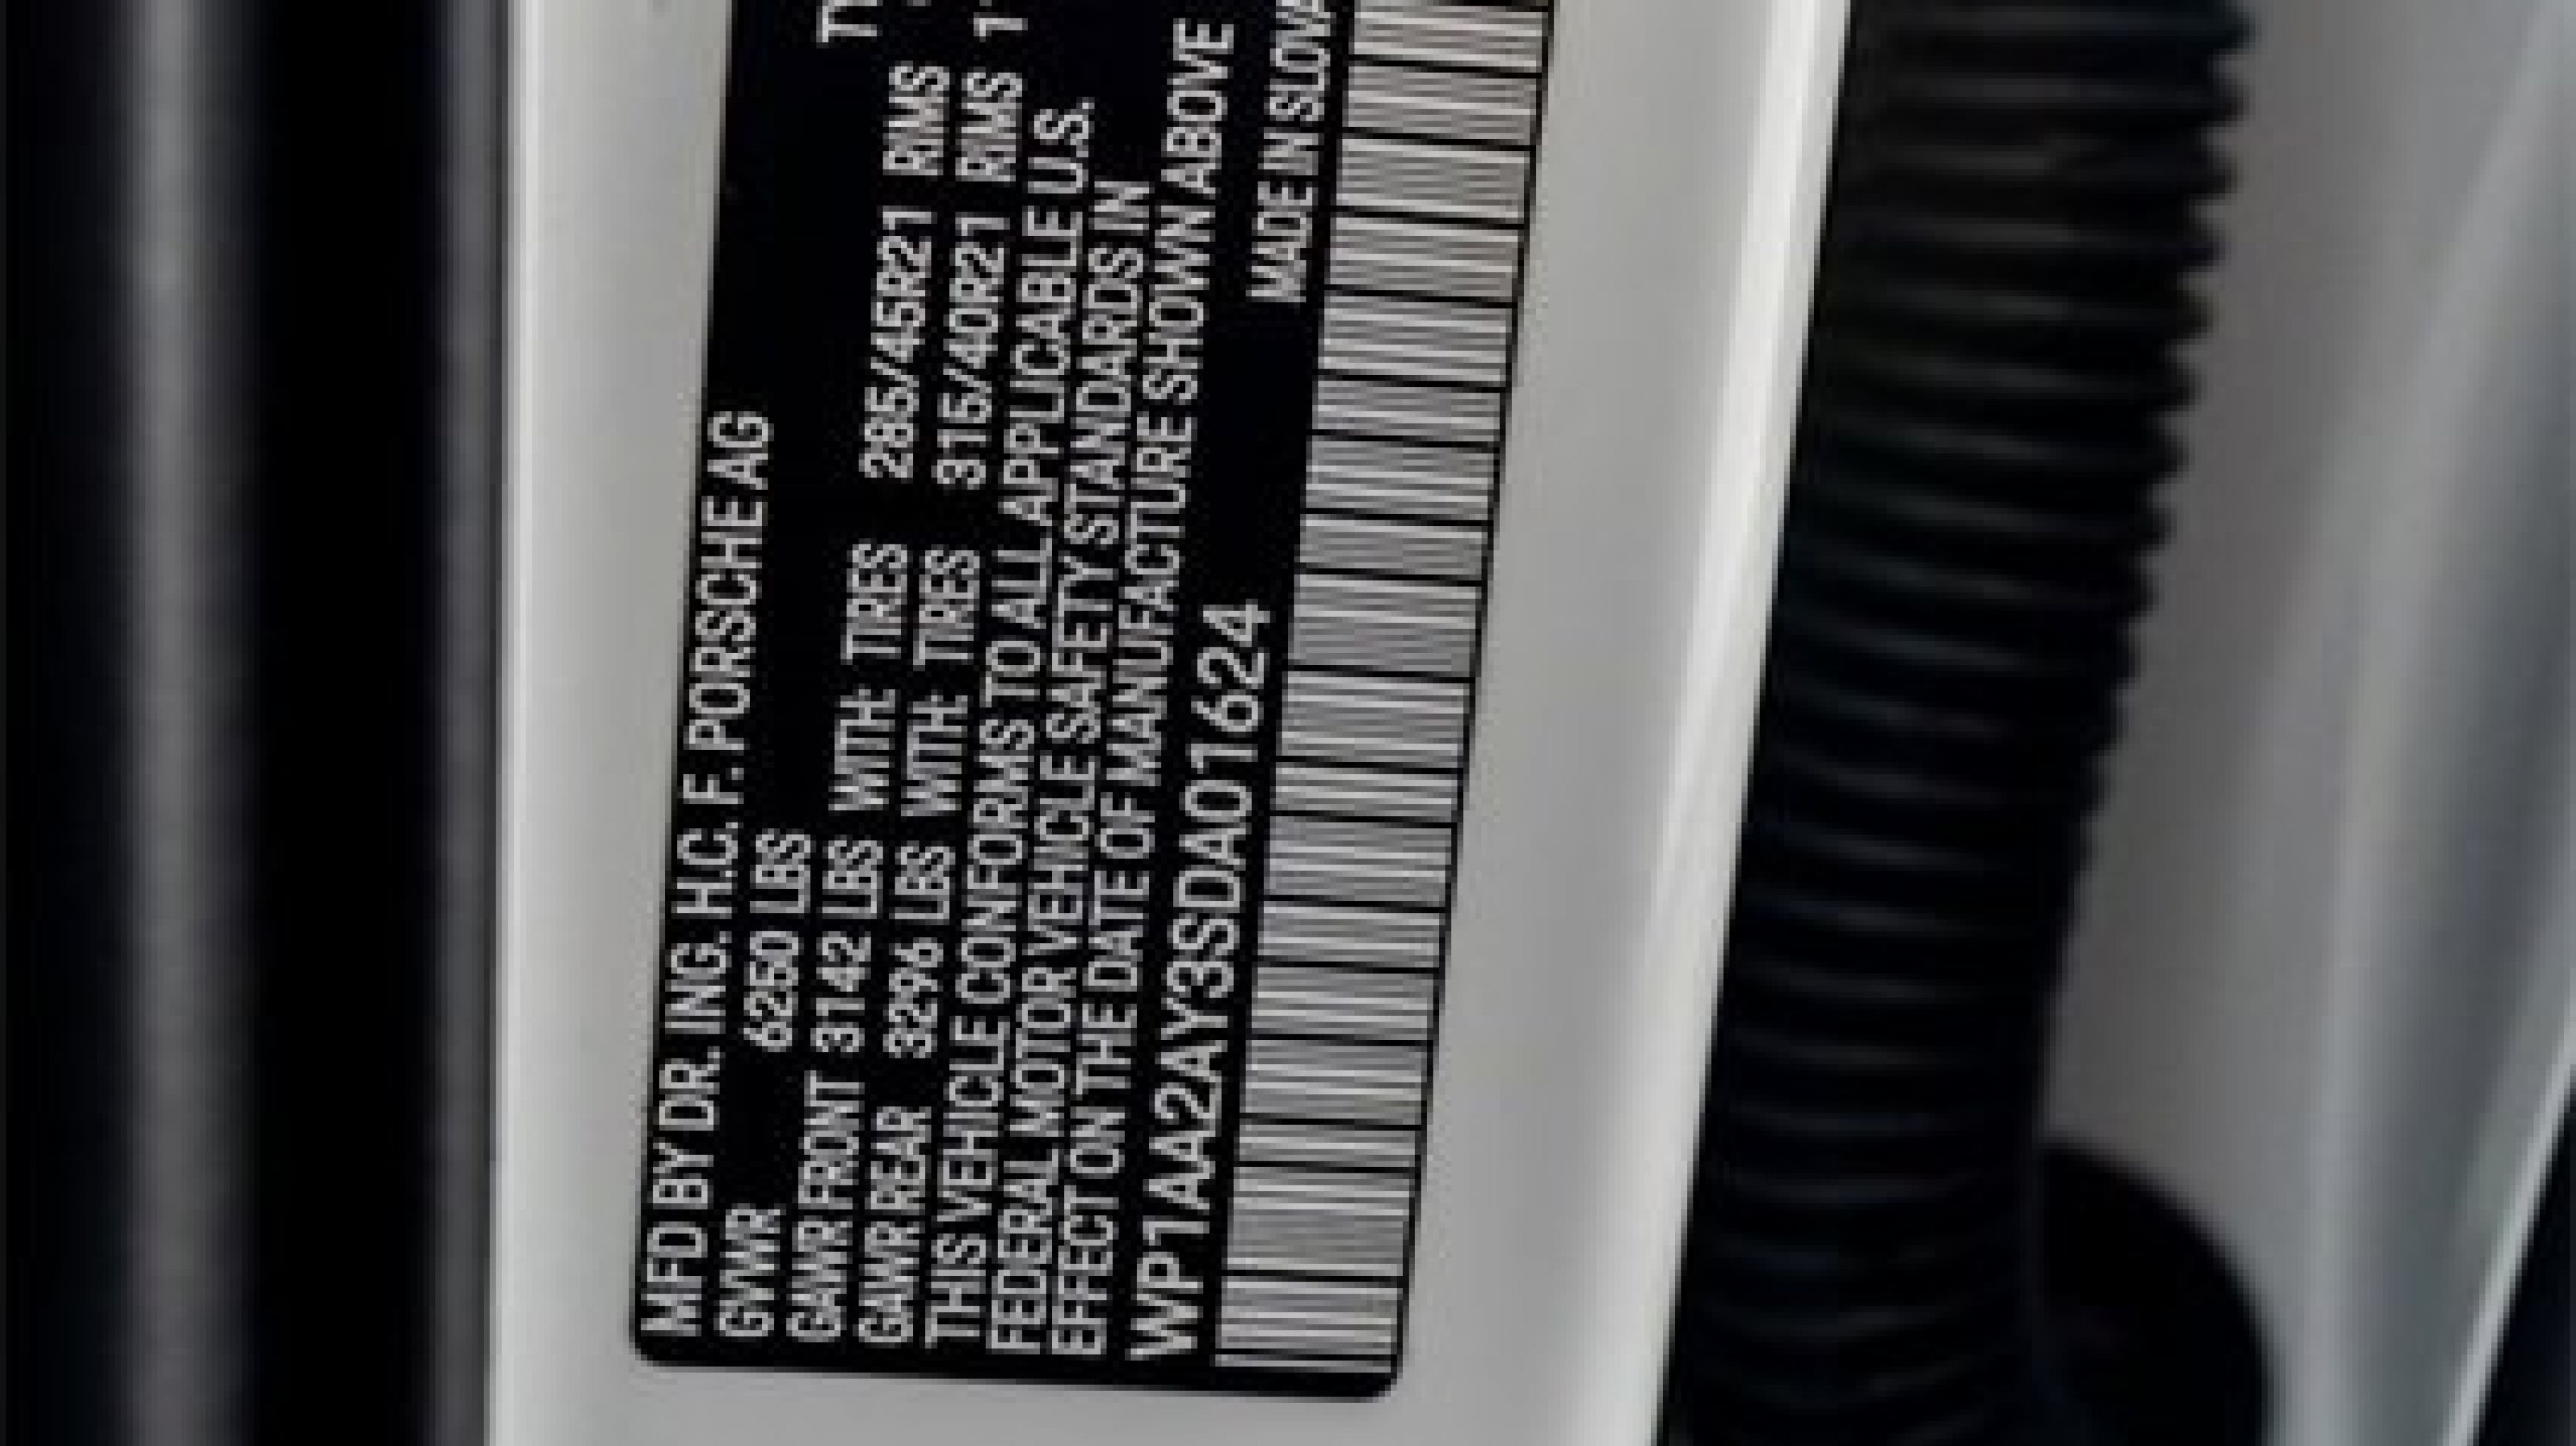 MFD BY DR. ING. H.C. F. PORSCHE AG
GVWR 6250 LBS
GAWR FRONT 3142 LBS WITH: TIRES 285/45R21 RIMS
GAWR REAR 3296 LBS WITH: TIRES 315/40R21 RIMS
THIS VEHICLE CONFORMS TO ALL APPLICABLE U.S.
FEDERAL MOTOR VEHICLE SAFETY STANDARDS IN
EFFECT ON THE DATE OF MANUFACTURE SHOWN ABOVE
WP1AA2AY3SDA01624 MADE IN